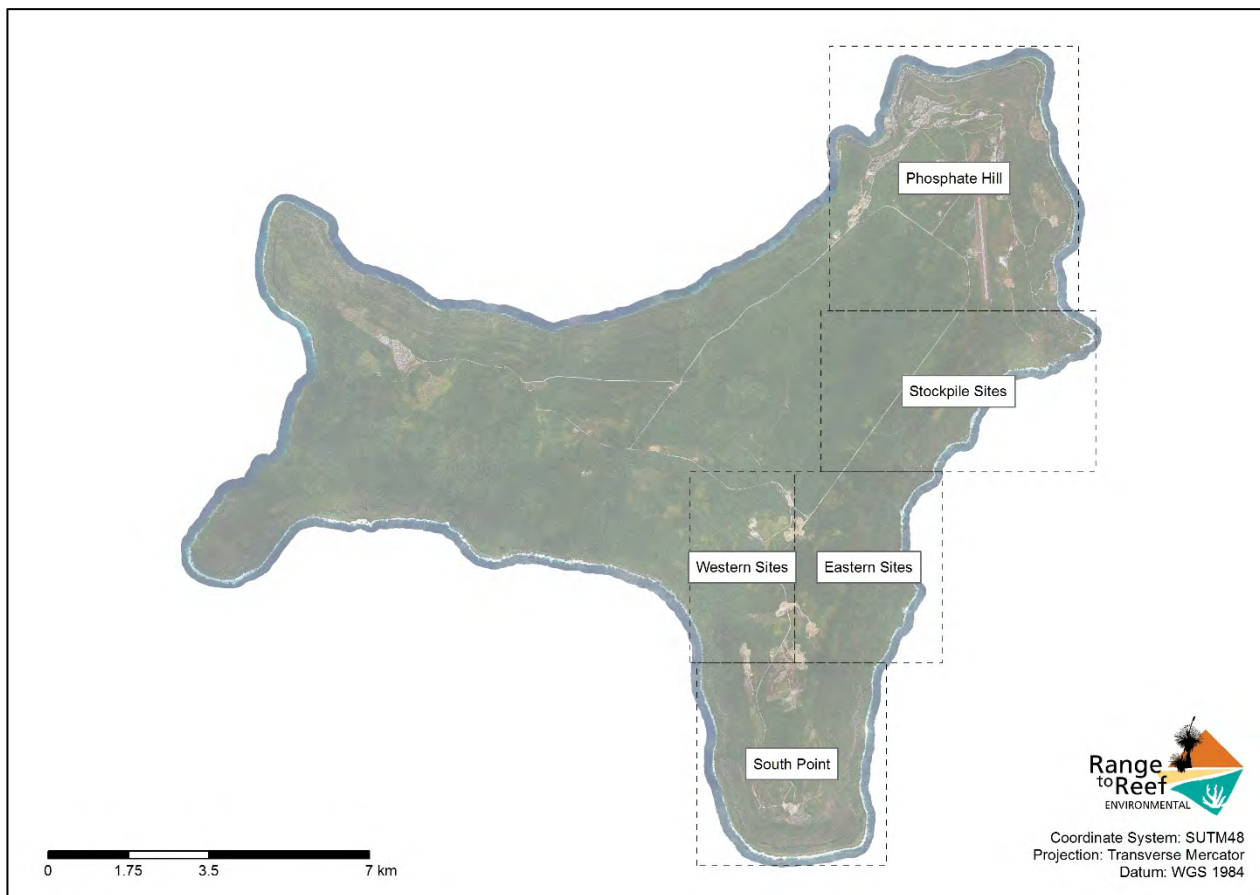 Phosphate Hill
Stockpile Sites
Western Sites
Eastern Sites
South Point
Range
to
Reef
ENVIRONMENTAL
Coordinate System: SUTM48
Projection: Transverse Mercator
Datum: WGS 1984
0 1.75 3.5 7 km